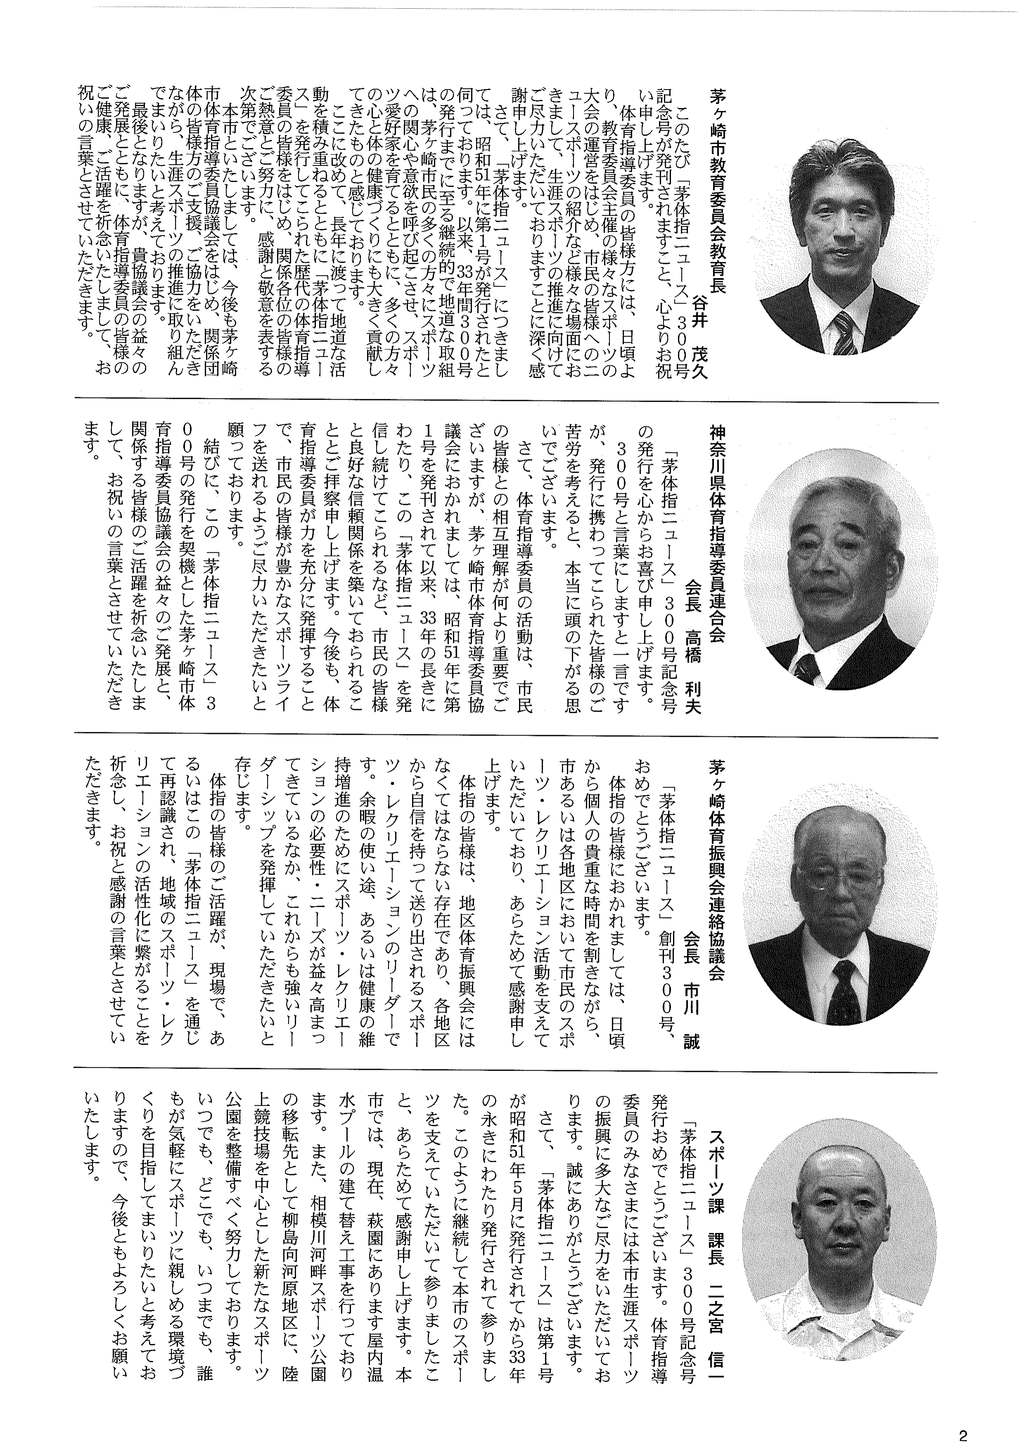 茅ヶ崎市教育委員会教育長
谷井　茂久
このたび「茅体指ニュース」３００号
記念号が発刊されますこと、心よりお祝
い申し上げます。
体育指導委員の皆様方には、日頃よ
り、教育委員会主催の様々なスポーツの
大会の運営をはじめ、市民の皆様へのニ
ュースポーツの紹介など様々な場面にお
きまして、生涯スポーツの推進に向けて
ご尽力いただいておりますことに深く感
謝申し上げます。
さて、「茅体指ニュース」につきまし
ては、昭和51年に第１号が発行されたと
伺っております。以来、33年間３００号
の発行までに至る継続的で地道な取組
は、茅ヶ崎市民の多くの方々にスポーツ
への関心や意欲を呼び起こさせ、スポー
ツ愛好家を育てるとともに、多くの方々
の心と体の健康づくりにも大きく貢献し
てきたものと感じております。
ここに改めて、長年に渡って地道な活
動を積み重ねるとともに「茅体指ニュー
ス」を発行してこられた歴代の体育指導
委員の皆様をはじめ、関係各位の皆様の
ご熱意とご努力に、感謝と敬意を表する
次第でございます。
本市といたしましては、今後も茅ヶ崎
市体育指導委員協議会をはじめ、関係団
体の皆様方のご支援、ご協力をいただき
ながら、生涯スポーツの推進に取り組ん
でまいりたいと考えております。
最後となりますが、貴協議会の益々の
ご発展とともに、体育指導委員の皆様の
ご健康、ご活躍を祈念いたしまして、お
祝いの言葉とさせていただきます。
神奈川県体育指導委員連合会
会長　高橋　利夫
「茅体指ニュース」３００号記念号
の発行を心からお喜び申し上げます。
３００号と言葉にしますと一言です
が、発行に携わってこられた皆様のご
苦労を考えると、本当に頭の下がる思
いでございます。
さて、体育指導委員の活動は、市民
の皆様との相互理解が何より重要でご
ざいますが、茅ヶ崎市体育指導委員協
議会におかれましては、昭和51年に第
１号を発刊されて以来、33年の長きに
わたり、この「茅体指ニュース」を発
信し続けてこられるなど、市民の皆様
と良好な信頼関係を築いておられるこ
ととご拝察申し上げます。今後も、体
育指導委員が力を充分に発揮すること
で、市民の皆様が豊かなスポーツライ
フを送れるようご尽力いただきたいと
願っております。
結びに、この「茅体指ニュース」３
００号の発行を契機とした茅ヶ崎市体
育指導委員協議会の益々のご発展と、
関係する皆様のご活躍を祈念いたしま
して、お祝いの言葉とさせていただき
ます。
茅ヶ崎体育振興会連絡協議会
会長　市川　誠
「茅体指ニュース」創刊３００号、
おめでとうございます。
体指の皆様におかれましては、日頃
から個人の貴重な時間を割きながら、
市あるいは各地区において市民のスポ
ーツ・レクリエーション活動を支えて
いただいており、あらためて感謝申し
上げます。
体指の皆様は、地区体育振興会には
なくてはならない存在であり、各地区
から自信を持って送り出されるスポー
ツ・レクリエーションのリーダーで
す。余暇の使い途、あるいは健康の維
持増進のためにスポーツ・レクリエー
ションの必要性・ニーズが益々高まっ
てきているなか、これからも強いリー
ダーシップを発揮していただきたいと
存じます。
体指の皆様のご活躍が、現場で、あ
るいはこの「茅体指ニュース」を通じ
て再認識され、地域のスポーツ・レク
リエーションの活性化に繋がることを
祈念し、お祝と感謝の言葉とさせてい
ただきます。
スポーツ課　課長　二之宮　信一
「茅体指ニュース」３００号記念号
発行おめでとうございます。体育指導
委員のみなさまには本市生涯スポーツ
の振興に多大なご尽力をいただいてお
ります。誠にありがとうございます。
さて、「茅体指ニュース」は第１号
が昭和51年５月に発行されてから33年
の永きにわたり発行されて参りまし
た。このように継続して本市のスポー
ツを支えていただいて参りましたこ
と、あらためて感謝申し上げます。本
市では、現在、萩園にあります屋内温
水プールの建て替え工事を行っており
ます。また、相模川河畔スポーツ公園
の移転先として柳島向河原地区に、陸
上競技場を中心とした新たなスポーツ
公園を整備すべく努力しております。
いつでも、どこでも、いつまでも、誰
もが気軽にスポーツに親しめる環境づ
くりを目指してまいりたいと考えてお
りますので、今後ともよろしくお願い
いたします。
2